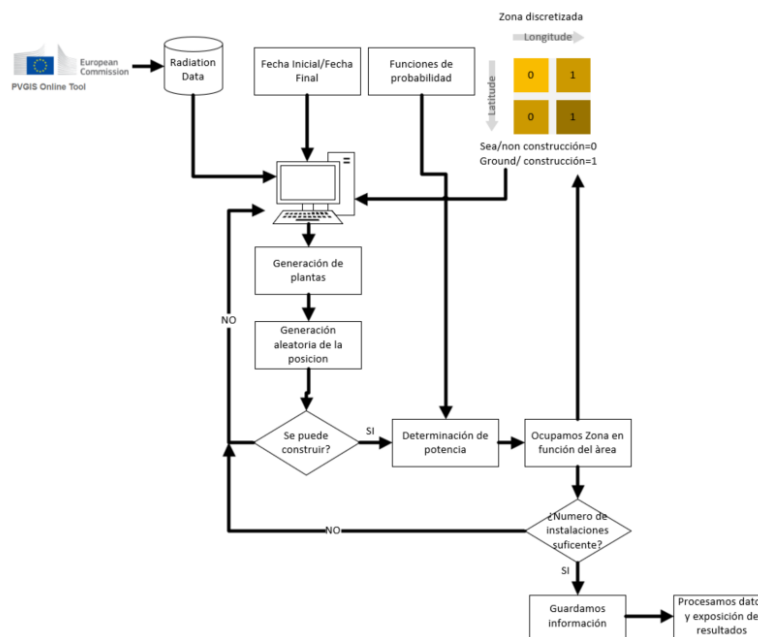 Zona discretizada
Longitude
Latitude
0 1
0 1
Sea/non construcción=0
Ground/ construcción=1
European
Commission
PVGIS Online Tool
Radiation
Data
Fecha Inicial/Fecha
Final
Funciones de
probabilidad
Generación de
plantas
Generación
aleatoria de la
posicion
NO
Se puede
construir?
SI
Determinación de
potencia
Ocupamos Zona en
función del àrea
¿Numero de
instalaciones
suficente?
NO
SI
Guardamos
información
Procesamos dato
y exposición de
resultados